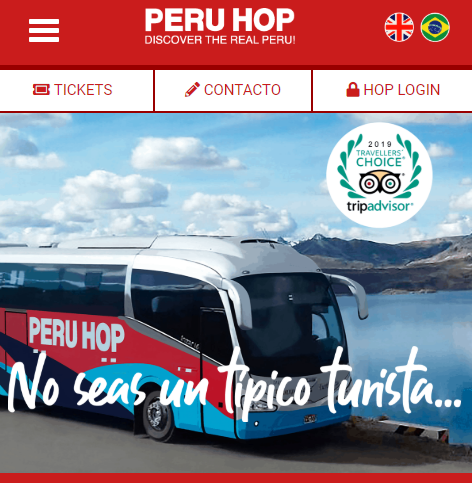 PERU HOP
DISCOVER THE REAL PERU!
TICKETS
CONTACTO
HOP LOGIN
2019
TRAVELLERS'
CHOICE®
tripadvisor®
PERU HOP
No seas un típico turista...